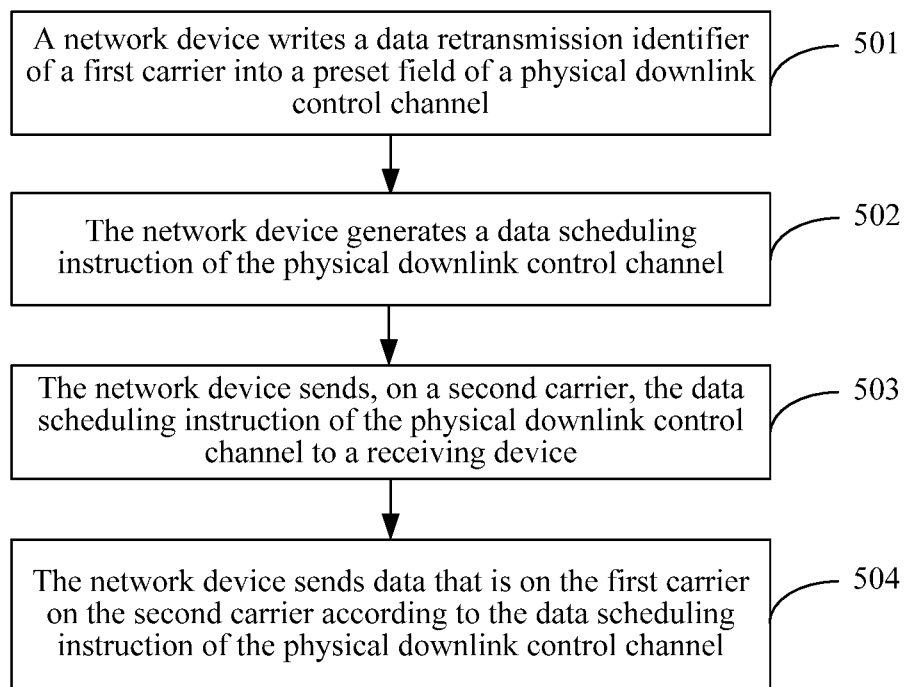 A network device writes a data retransmission identifier
of a first carrier into a preset field of a physical downlink
control channel
501
The network device generates a data scheduling
instruction of the physical downlink control channel
502
The network device sends, on a second carrier, the data
scheduling instruction of the physical downlink control
channel to a receiving device
503
The network device sends data that is on the first carrier
on the second carrier according to the data scheduling
instruction of the physical downlink control channel
504